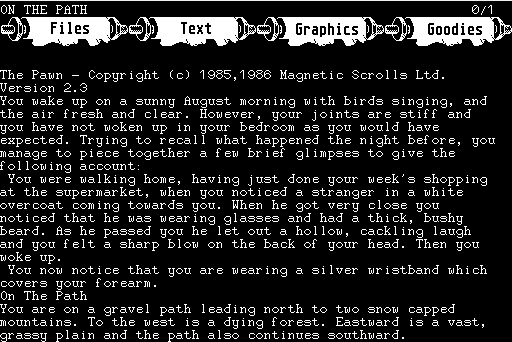 ON THE PATH 0/1
Files Text Graphics Goodies
The Pawn - Copyright (c) 1985,1986 Magnetic Scrolls Ltd.
Version 2.3
You wake up on a sunny August morning with birds singing, and
the air fresh and clear. However, your joints are stiff and
you have not woken up in your bedroom as you would have
expected. Trying to recall what happened the night before, you
manage to piece together a few brief glimpses to give the
following account:
You were walking home, having just done your week's shopping
at the supermarket, when you noticed a stranger in a white
overcoat coming towards you. When he got very close you
noticed that he was wearing glasses and had a thick, bushy
beard. As he passed you he let out a hollow, cackling laugh
and you felt a sharp blow on the back of your head. Then you
woke up.
You now notice that you are wearing a silver wristband which
covers your forearm.
On The Path
You are on a gravel path leading north to two snow capped
mountains. To the west is a dying forest. Eastward is a vast,
grassy plain and the path also continues southward.